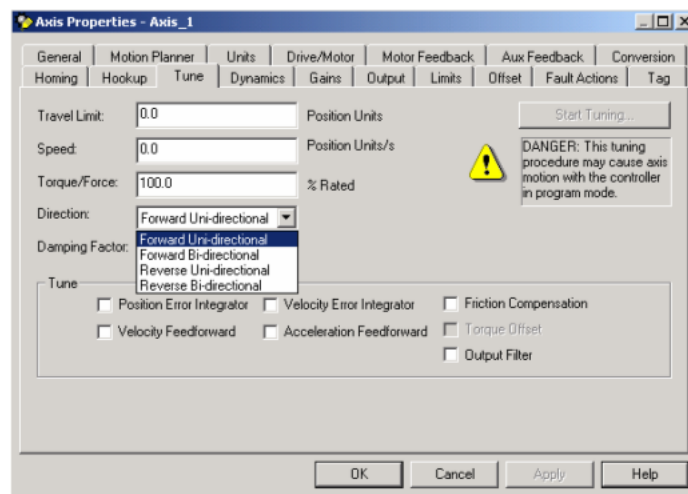 Axis Properties - Axis_1
General Motion Planner Units Drive/Motor Motor Feedback Aux Feedback Conversion
Homing Hookup Tune Dynamics Gains Output Limits Offset Fault Actions Tag
Travel Limit: 0.0 Position Units Start Tuning...
Speed: 0.0 Position Units/s
DANGER: This tuning
procedure may cause axis
motion with the controller
in program mode.
Torque/Force: 100.0 % Rated
Direction: Forward Uni-directional
Damping Factor:
Forward Uni-directional
Forward Bi-directional
Reverse Uni-directional
Reverse Bi-directional
Tune
Position Error Integrator Velocity Error Integrator Friction Compensation
Velocity Feedforward Acceleration Feedforward Torque Offset
Output Filter
OK Cancel Apply Help